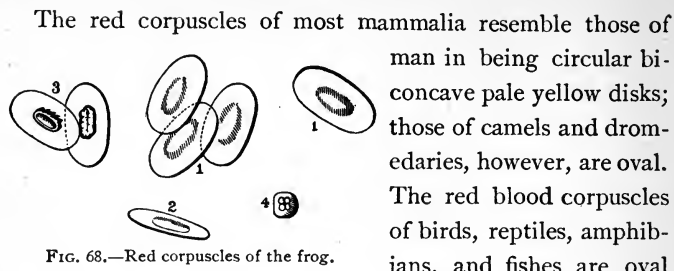 The red corpuscles of most mammalia resemble those of
man in being circular bi-
concave pale yellow disks;
those of camels and drom-
edaries, however, are oval.
The red blood corpuscles
of birds, reptiles, amphib-
ians, and fishes are oval
3
1
1
2
4
FIG. 68.—Red corpuscles of the frog.